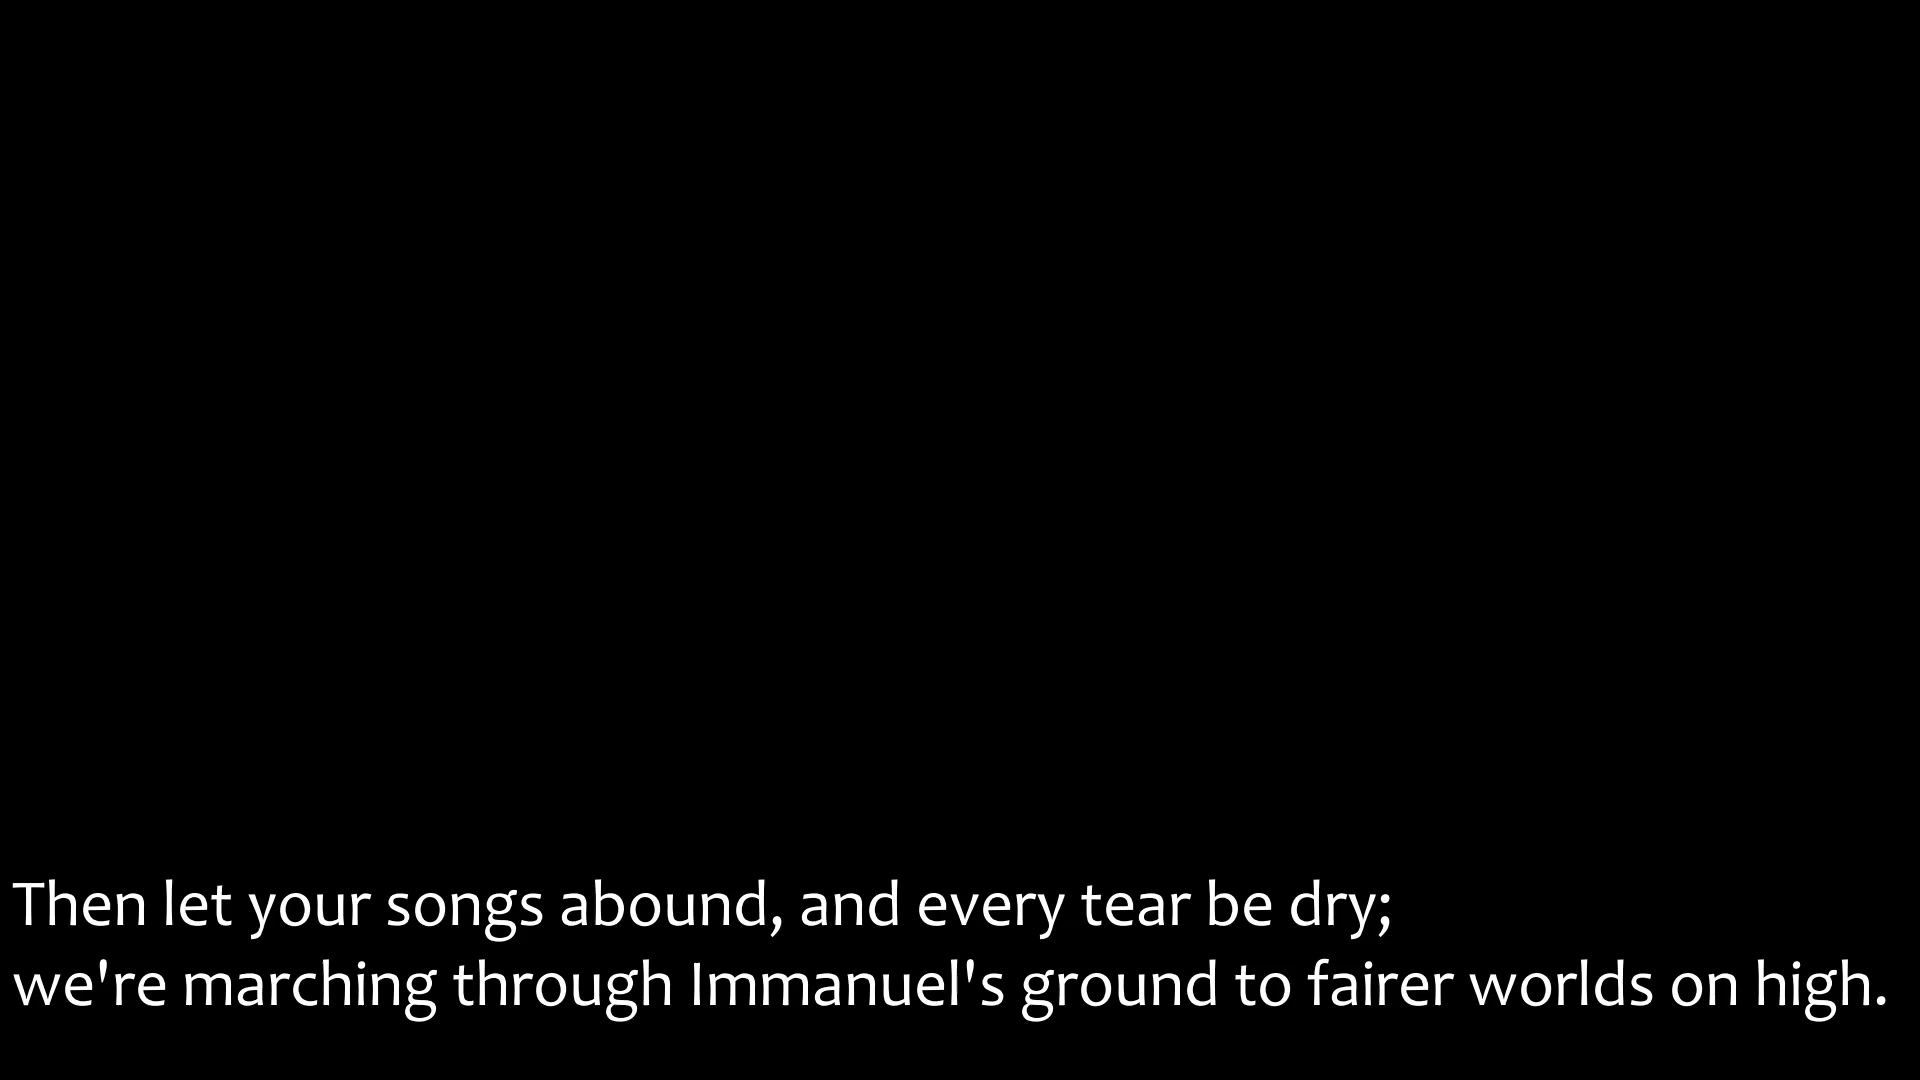 Then let your songs abound, and every tear be dry;
we're marching through Immanuel's ground to fairer worlds on high.